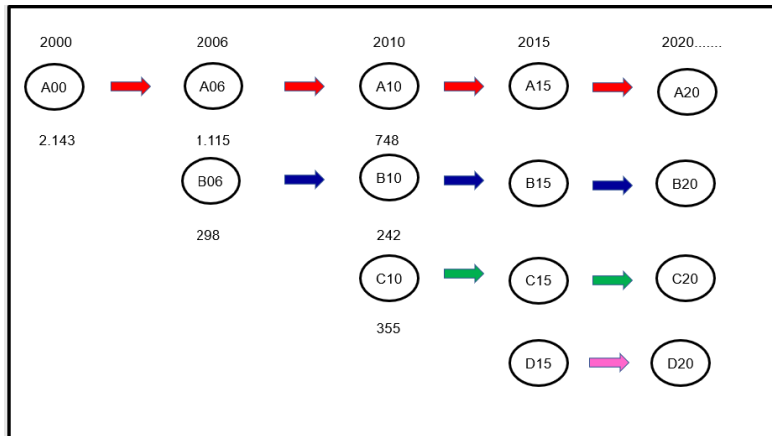 2000 2006 2010 2015 2020.......
A00 A06 A10 A15 A20
2.143 1.115 748
B06 B10 B15 B20
298 242
C10 C15 C20
355
D15 D20